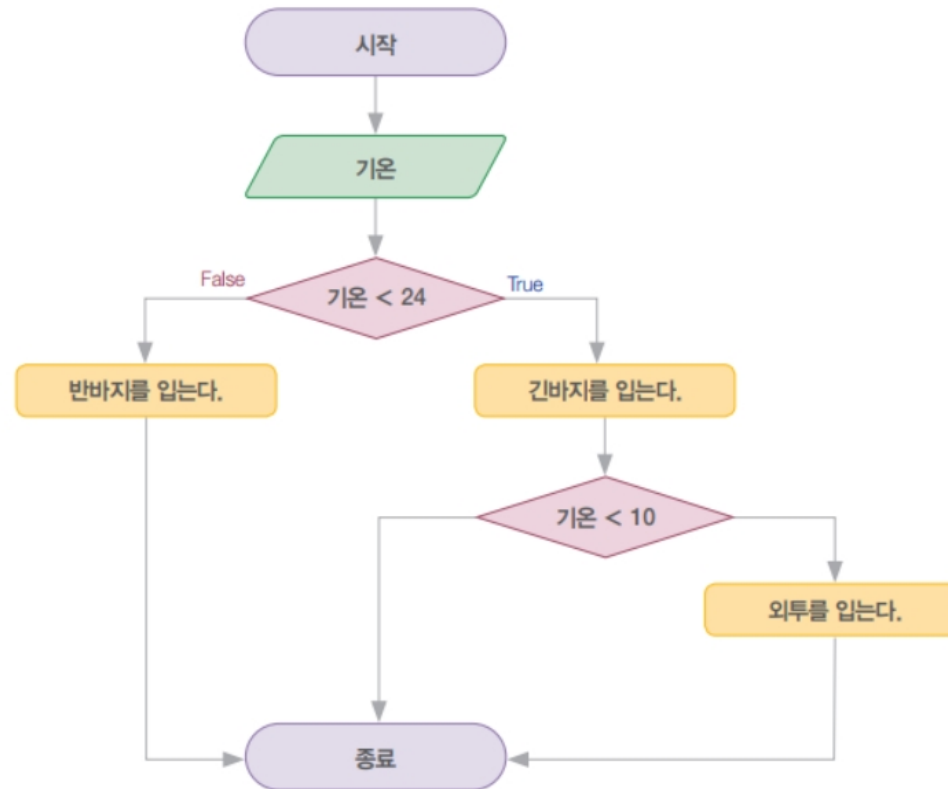 시작
기온
False
True
기온 < 24
반바지를 입는다.
긴바지를 입는다.
기온 < 10
외투를 입는다.
종료